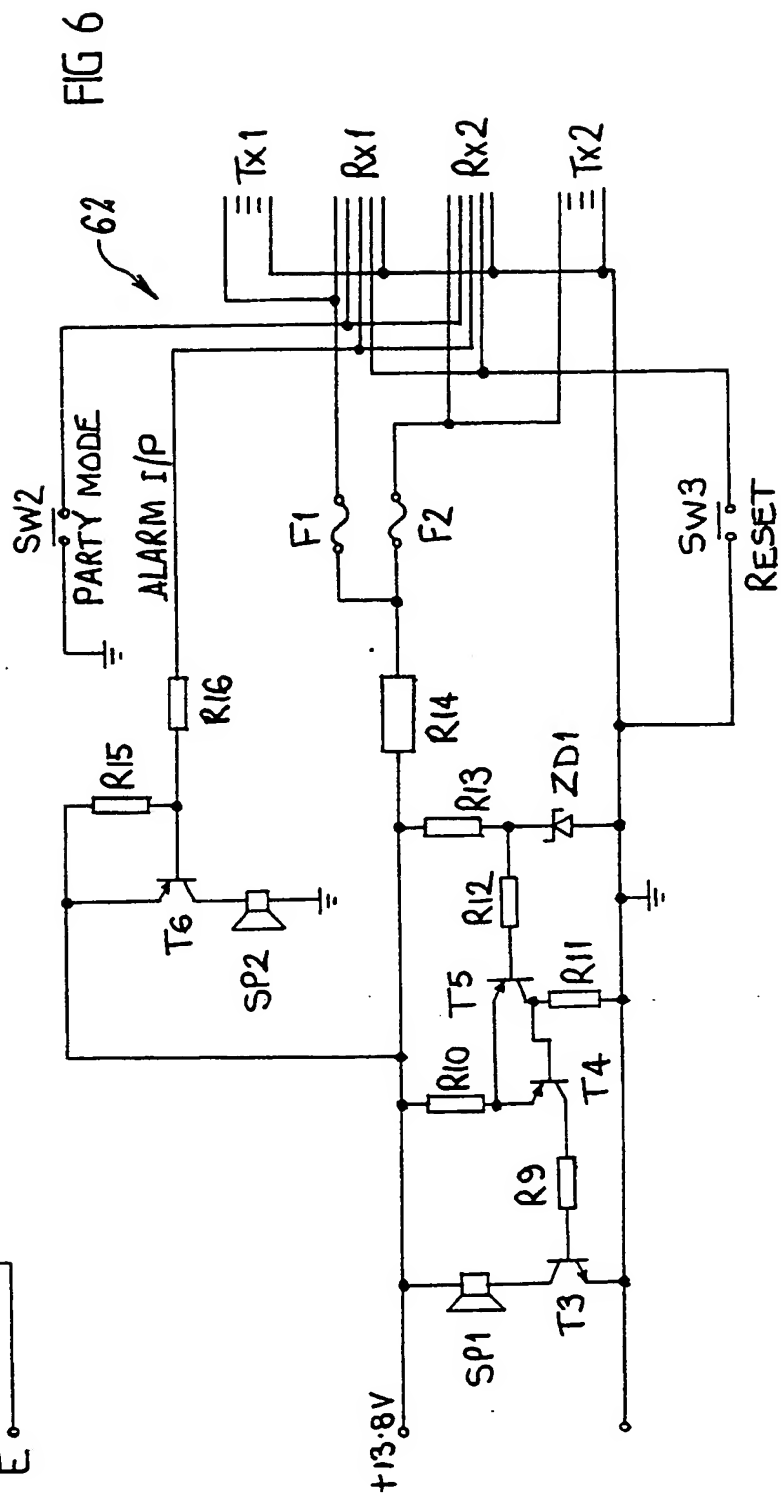 FIG 6
62
Tx1
Rx1
Rx2
Tx2
SW2
PARTY MODE
ALARM I/P
F1
F2
SW3
RESET
R15
R16
T6
SP2
R14
R13
ZD1
R12
T5
R11
R10
T4
R9
SP1
T3
+13.8V
E